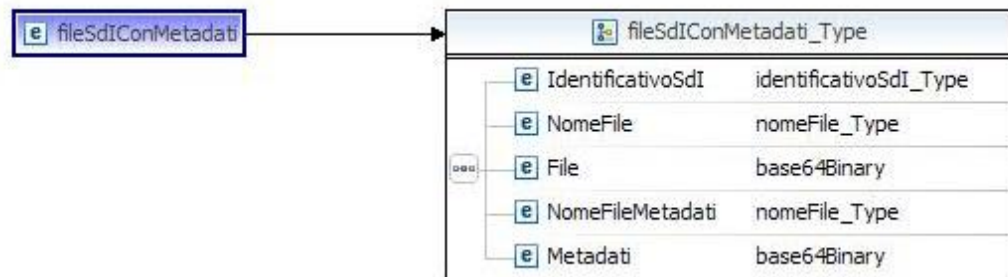 e fileSdIConMetadati
fileSdIConMetadati_Type
e IdentificativoSdI identificativoSdI_Type
e NomeFile nomeFile_Type
e File base64Binary
e NomeFileMetadati nomeFile_Type
e Metadati base64Binary